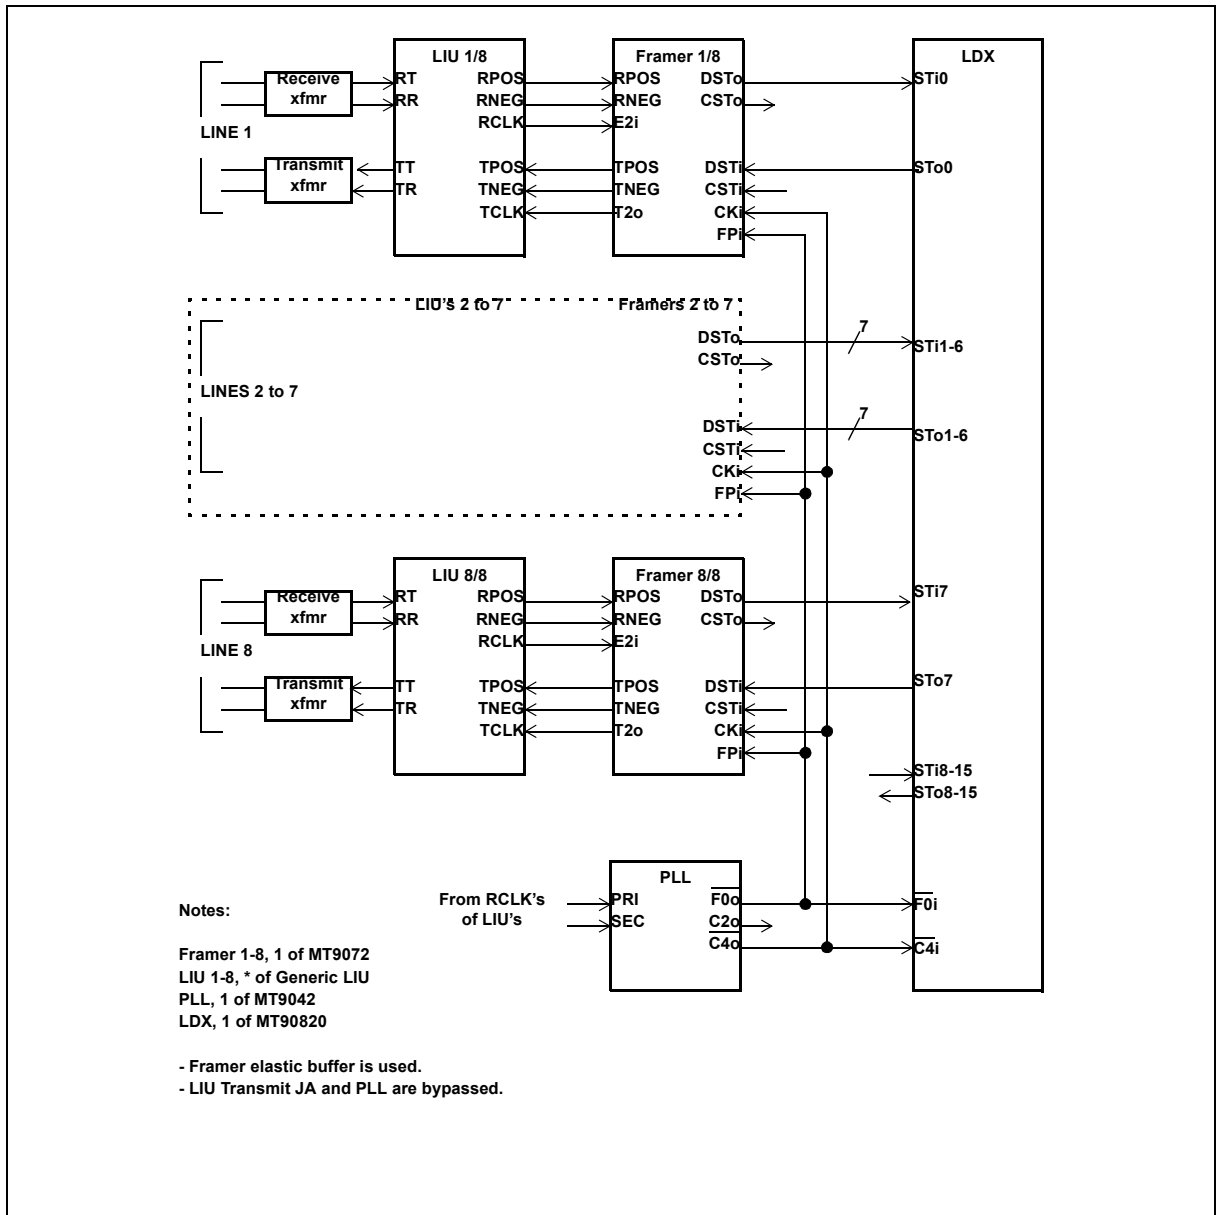 LIU 1/8 Framer 1/8 LDX
Receive xfmr RT RPOS RPOS DSTo STi0
RR RNEG RNEG CSTo
RCLK E2i
LINE 1
Transmit xfmr TT TPOS TPOS DSTi STo0
TR TNEG TNEG CSTi
TCLK T2o CKi
FPi
LIU's 2 to 7 Framers 2 to 7
DSTo 7 STi1-6
CSTo
LINES 2 to 7
DSTi 7 STo1-6
CSTi
CKi
FPi
LIU 8/8 Framer 8/8
Receive xfmr RT RPOS RPOS DSTo STi7
RR RNEG RNEG CSTo
RCLK E2i
LINE 8
Transmit xfmr TT TPOS TPOS DSTi STo7
TR TNEG TNEG CSTi
TCLK T2o CKi
FPi
STi8-15
STo8-15
PLL
From RCLK's PRI F0o F0i
of LIU's SEC C2o
C4o C4i
Notes:
Framer 1-8, 1 of MT9072
LIU 1-8, * of Generic LIU
PLL, 1 of MT9042
LDX, 1 of MT90820
- Framer elastic buffer is used.
- LIU Transmit JA and PLL are bypassed.